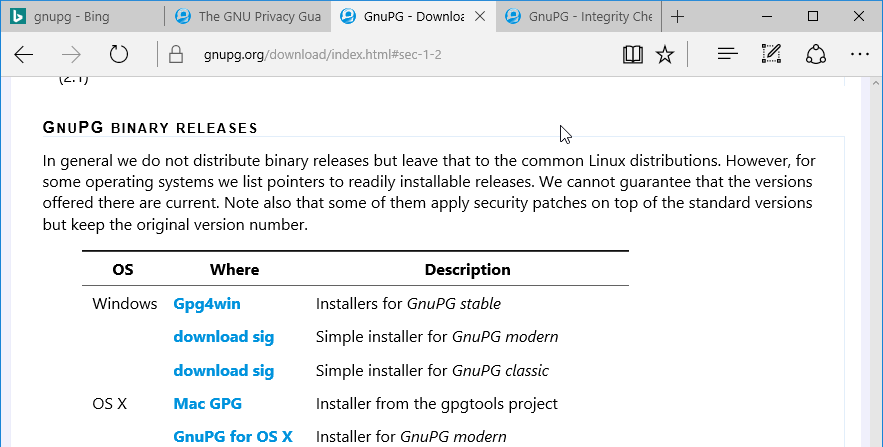 gnupg - Bing
The GNU Privacy Gua
GnuPG - Downloa
GnuPG - Integrity Che
gnupg.org/download/index.html#sec-1-2
(2.1)
GNUPG BINARY RELEASES
In general we do not distribute binary releases but leave that to the common Linux distributions. However, for
some operating systems we list pointers to readily installable releases. We cannot guarantee that the versions
offered there are current. Note also that some of them apply security patches on top of the standard versions
but keep the original version number.
OS Where Description
Windows Gpg4win Installers for GnuPG stable
download sig Simple installer for GnuPG modern
download sig Simple installer for GnuPG classic
OS X Mac GPG Installer from the gpgtools project
GnuPG for OS X Installer for GnuPG modern